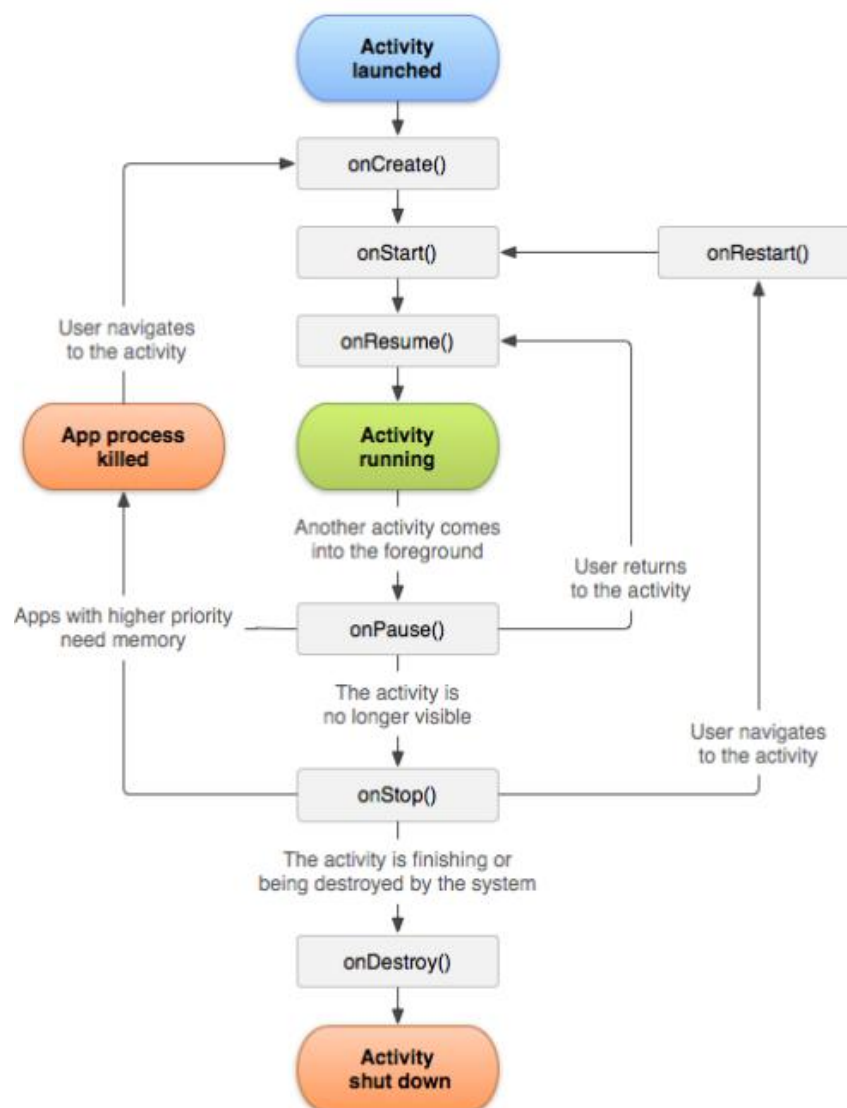 Activity
launched
onCreate()
onStart()
onRestart()
User navigates
to the activity
onResume()
App process
killed
Activity
running
Another activity comes
into the foreground
User returns
to the activity
Apps with higher priority
need memory
onPause()
The activity is
no longer visible
User navigates
to the activity
onStop()
The activity is finishing or
being destroyed by the system
onDestroy()
Activity
shut down